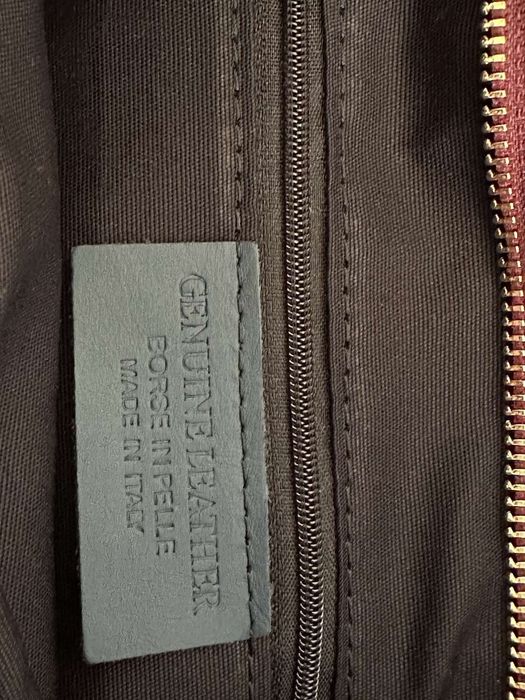 GENUINE LEATHER
BORSE IN PELLE
MADE IN ITALY